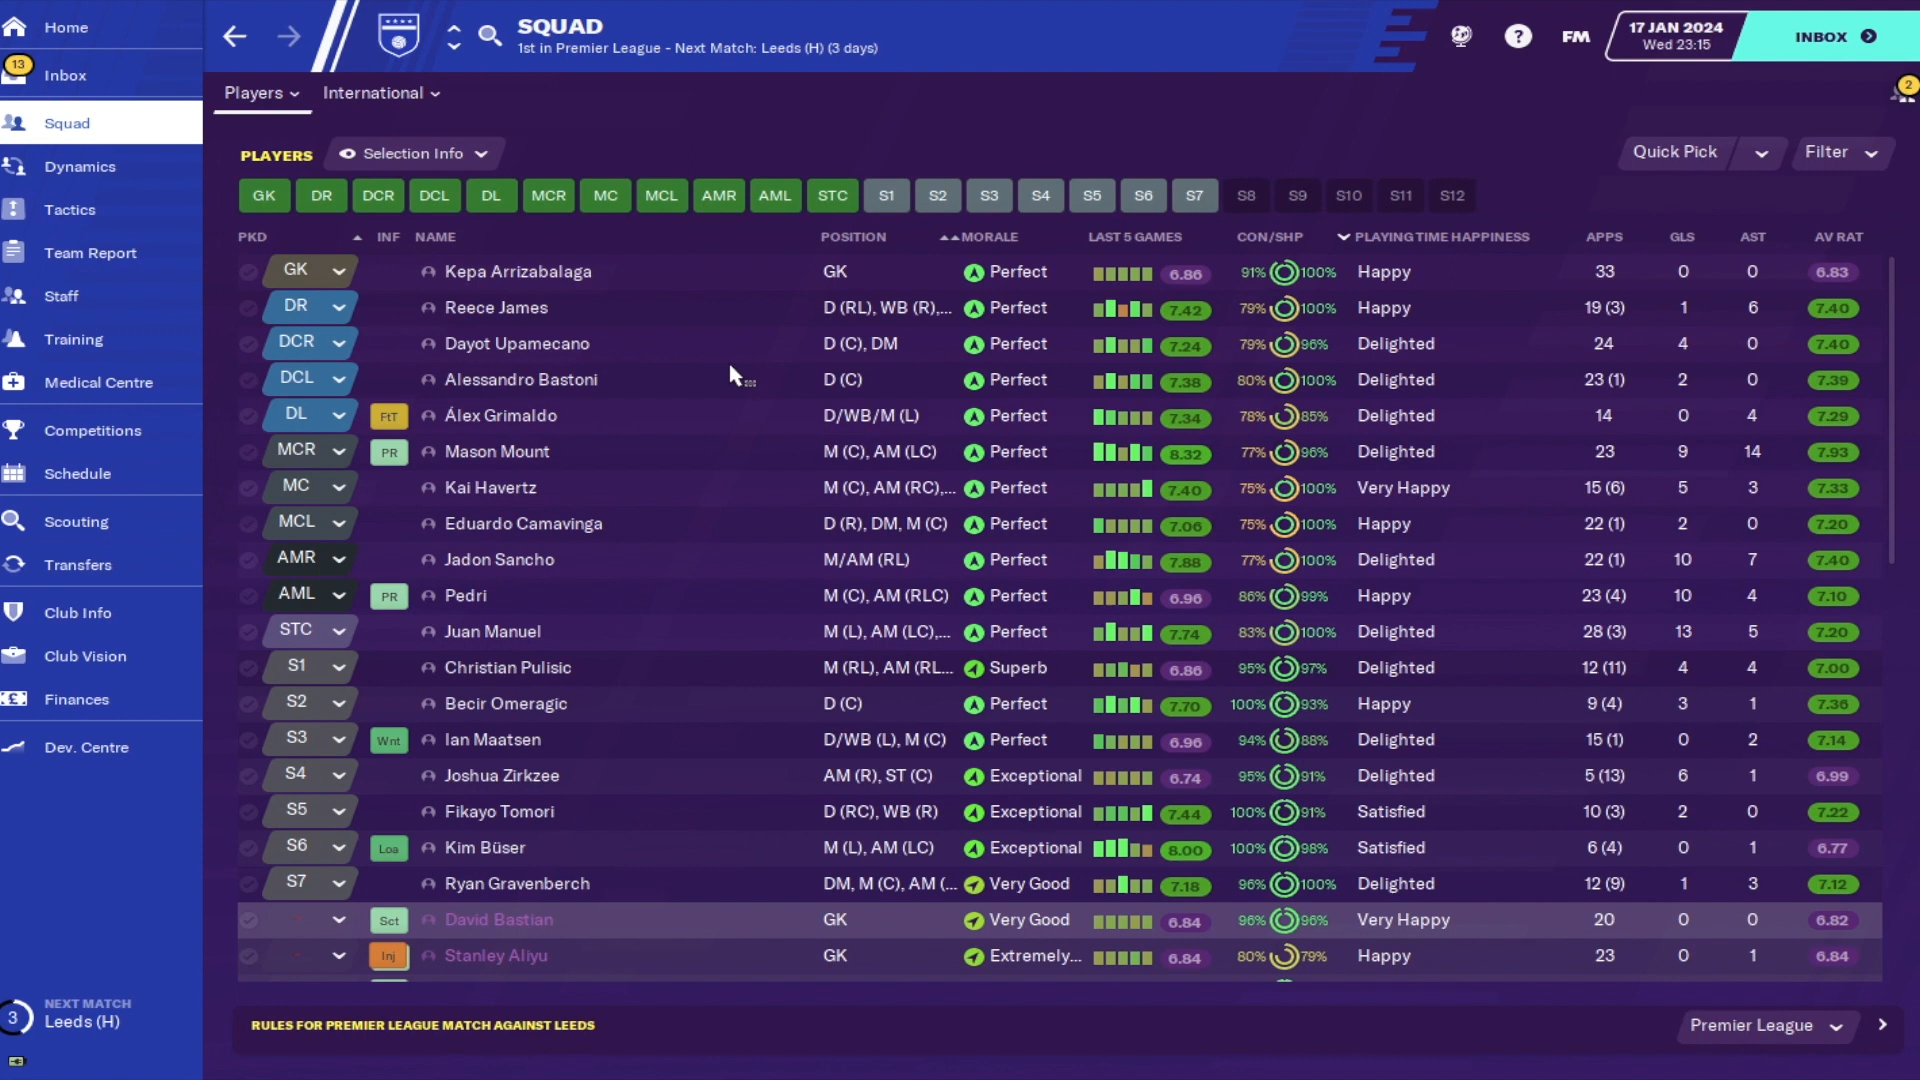 Home
13
Inbox
Squad
Dynamics
Tactics
Team Report
Staff
Training
Medical Centre
Competitions
Schedule
Scouting
Transfers
Club Info
Club Vision
Finances
Dev. Centre
NEXT MATCH
3 Leeds (H)
SQUAD
1st in Premier League - Next Match: Leeds (H) (3 days)
? FM
17 JAN 2024
Wed 23:15
INBOX
2
Players International
PLAYERS Selection Info Quick Pick Filter
GK DR DCR DCL DL MCR MC MCL AMR AML STC S1 S2 S3 S4 S5 S6 S7 S8 S9 S10 S11 S12
PKD INF NAME POSITION MORALE LAST 5 GAMES CON/SHP PLAYING TIME HAPPINESS APPS GLS AST AV RAT
GK Kepa Arrizabalaga GK Perfect 6.86 91% 100% Happy 33 0 0 6.83
DR Reece James D (RL), WB (R),... Perfect 7.42 79% 100% Happy 19 (3) 1 6 7.40
DCR Dayot Upamecano D (C), DM Perfect 7.24 79% 96% Delighted 24 4 0 7.40
DCL Alessandro Bastoni D (C) Perfect 7.38 80% 100% Delighted 23 (1) 2 0 7.39
DL FtT Álex Grimaldo D/WB/M (L) Perfect 7.34 78% 85% Delighted 14 0 4 7.29
MCR PR Mason Mount M (C), AM (LC) Perfect 8.32 77% 96% Delighted 23 9 14 7.93
MC Kai Havertz M (C), AM (RC),... Perfect 7.40 75% 100% Very Happy 15 (6) 5 3 7.33
MCL Eduardo Camavinga D (R), DM, M (C) Perfect 7.06 75% 100% Happy 22 (1) 2 0 7.20
AMR Jadon Sancho M/AM (RL) Perfect 7.88 77% 100% Delighted 22 (1) 10 7 7.40
AML PR Pedri M (C), AM (RLC) Perfect 6.96 86% 99% Happy 23 (4) 10 4 7.10
STC Juan Manuel M (L), AM (LC),... Perfect 7.74 83% 100% Delighted 28 (3) 13 5 7.20
S1 Christian Pulisic M (RL), AM (RL... Superb 6.86 95% 97% Delighted 12 (11) 4 4 7.00
S2 Becir Omeragic D (C) Perfect 7.70 100% 93% Happy 9 (4) 3 1 7.36
S3 Wnt Ian Maatsen D/WB (L), M (C) Perfect 6.96 94% 88% Delighted 15 (1) 0 2 7.14
S4 Joshua Zirkzee AM (R), ST (C) Exceptional 6.74 95% 91% Delighted 5 (13) 6 1 6.99
S5 Fikayo Tomori D (RC), WB (R) Exceptional 7.44 100% 91% Satisfied 10 (3) 2 0 7.22
S6 Loa Kim Büser M (L), AM (LC) Exceptional 8.00 100% 98% Satisfied 6 (4) 0 1 6.77
S7 Ryan Gravenberch DM, M (C), AM (... Very Good 7.18 96% 100% Delighted 12 (9) 1 3 7.12
- Sct David Bastian GK Very Good 6.84 96% 96% Very Happy 20 0 0 6.82
- Inj Stanley Aliyu GK Extremely... 6.84 80% 79% Happy 23 0 1 6.84
RULES FOR PREMIER LEAGUE MATCH AGAINST LEEDS Premier League